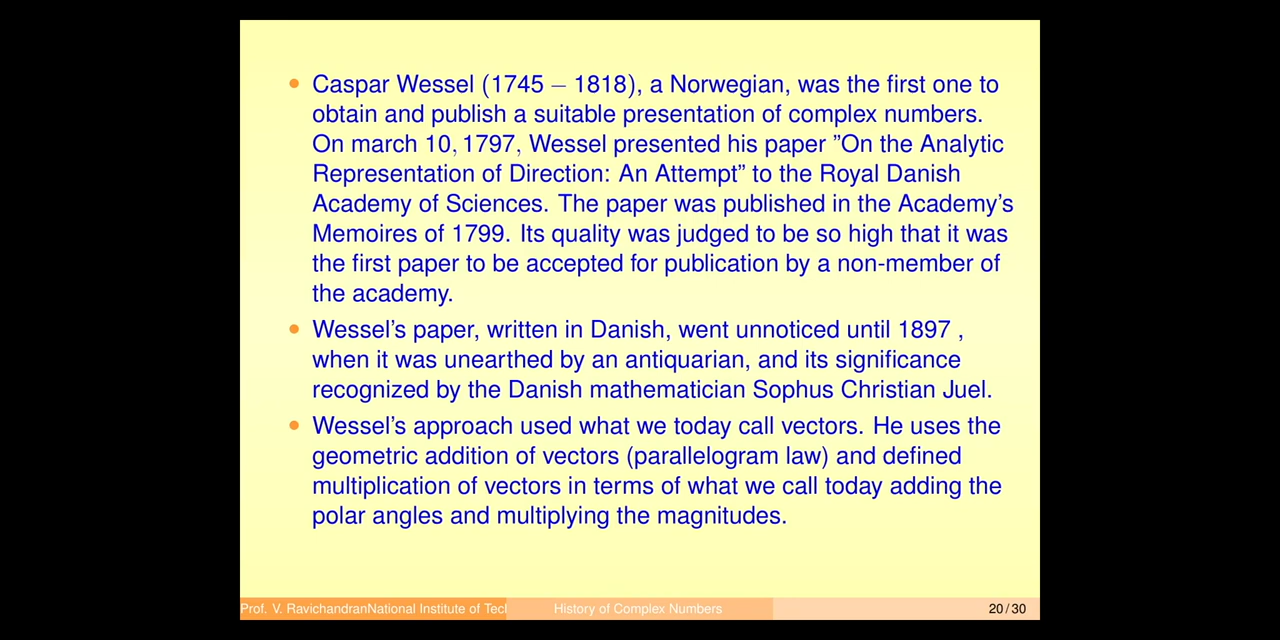 • Caspar Wessel (1745 – 1818), a Norwegian, was the first one to
obtain and publish a suitable presentation of complex numbers.
On march 10, 1797, Wessel presented his paper ”On the Analytic
Representation of Direction: An Attempt” to the Royal Danish
Academy of Sciences. The paper was published in the Academy’s
Memoires of 1799. Its quality was judged to be so high that it was
the first paper to be accepted for publication by a non-member of
the academy.
• Wessel’s paper, written in Danish, went unnoticed until 1897 ,
when it was unearthed by an antiquarian, and its significance
recognized by the Danish mathematician Sophus Christian Juel.
• Wessel’s approach used what we today call vectors. He uses the
geometric addition of vectors (parallelogram law) and defined
multiplication of vectors in terms of what we call today adding the
polar angles and multiplying the magnitudes.
Prof. V. RavichandranNational Institute of Tecl History of Complex Numbers 20 / 30